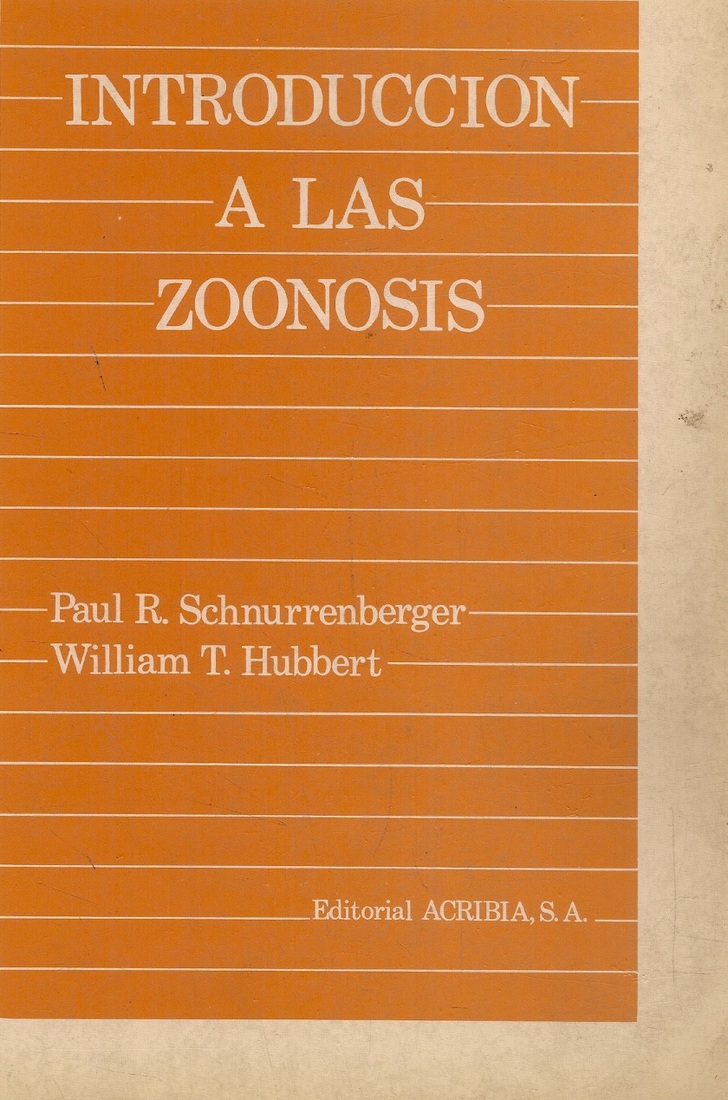 INTRODUCCION
A LAS
ZOONOSIS
Paul R. Schnurrenberger
William T. Hubbert
Editorial ACRIBIA, S. A.